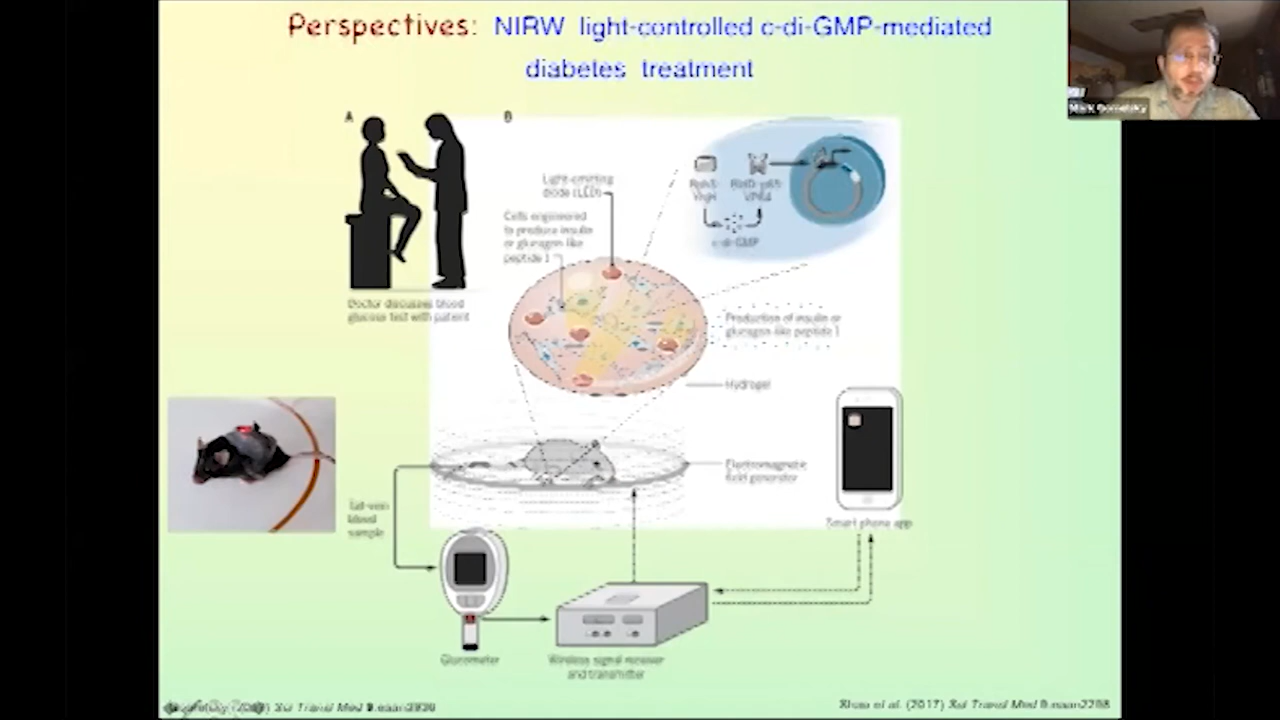 Perspectives: NIRW light-controlled c-di-GMP-mediated
diabetes treatment
A
B
Light-emitting
diode (LED)
Cells engineered
to produce insulin
or glucagon-like
peptide 1
c-di-GMP
Doctor discusses blood
glucose test with patient
Production of insulin or
glucagon-like peptide 1
Hydrogel
Electromagnetic
field generator
Tail-vein
blood
sample
Smart phone app
Glucometer
Wireless signal receiver
and transmitter
Sci Transl Med
Shao et al. (2017) Sci Transl Med